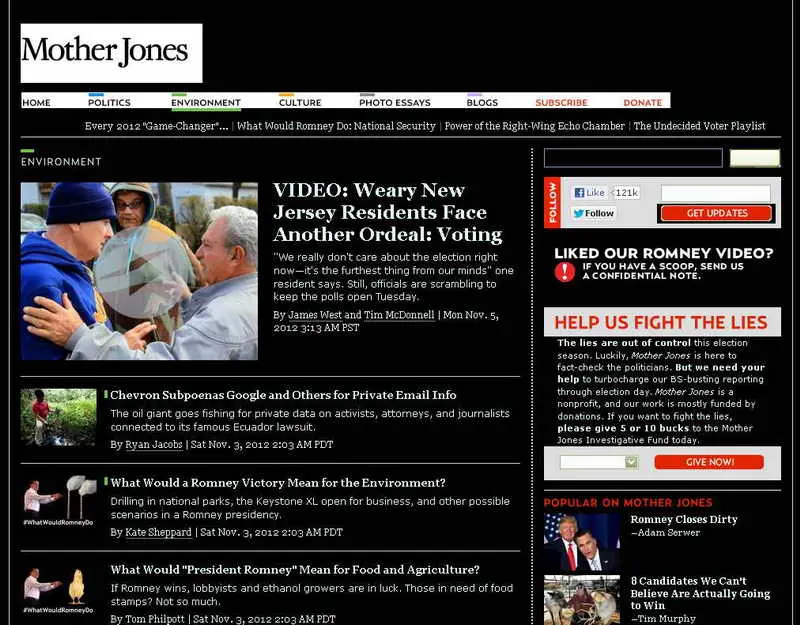 Mother Jones
HOME POLITICS ENVIRONMENT CULTURE PHOTO ESSAYS BLOGS SUBSCRIBE DONATE
Every 2012 "Game-Changer"... | What Would Romney Do: National Security | Power of the Right-Wing Echo Chamber | The Undecided Voter Playlist
ENVIRONMENT
VIDEO: Weary New
Jersey Residents Face
Another Ordeal: Voting
"We really don't care about the election right
now—it's the furthest thing from our minds" one
resident says. Still, officials are scrambling to
keep the polls open Tuesday.
By James West and Tim McDonnell | Mon Nov. 5,
2012 3:13 AM PST
Chevron Subpoenas Google and Others for Private Email Info
The oil giant goes fishing for private data on activists, attorneys, and journalists
connected to its famous Ecuador lawsuit.
By Ryan Jacobs | Sat Nov. 3, 2012 2:03 AM PDT
What Would a Romney Victory Mean for the Environment?
Drilling in national parks, the Keystone XL open for business, and other possible
scenarios in a Romney presidency.
By Kate Sheppard | Sat Nov. 3, 2012 2:03 AM PDT
#WhatWouldRomneyDo
What Would "President Romney" Mean for Food and Agriculture?
If Romney wins, lobbyists and ethanol growers are in luck. Those in need of food
stamps? Not so much.
By Tom Philpott | Sat Nov. 3, 2012 2:03 AM PDT
#WhatWouldRomneyDo
FOLLOW
Like 121k
Follow
GET UPDATES
LIKED OUR ROMNEY VIDEO?
IF YOU HAVE A SCOOP, SEND US
A CONFIDENTIAL NOTE.
HELP US FIGHT THE LIES
The lies are out of control this election
season. Luckily, Mother Jones is here to
fact-check the politicians. But we need your
help to turbocharge our BS-busting reporting
through election day. Mother Jones is a
nonprofit, and our work is mostly funded by
donations. If you want to fight the lies,
please give 5 or 10 bucks to the Mother
Jones Investigative Fund today.
GIVE NOW!
POPULAR ON MOTHER JONES
Romney Closes Dirty
—Adam Serwer
8 Candidates We Can't
Believe Are Actually Going
to Win
—Tim Murphy